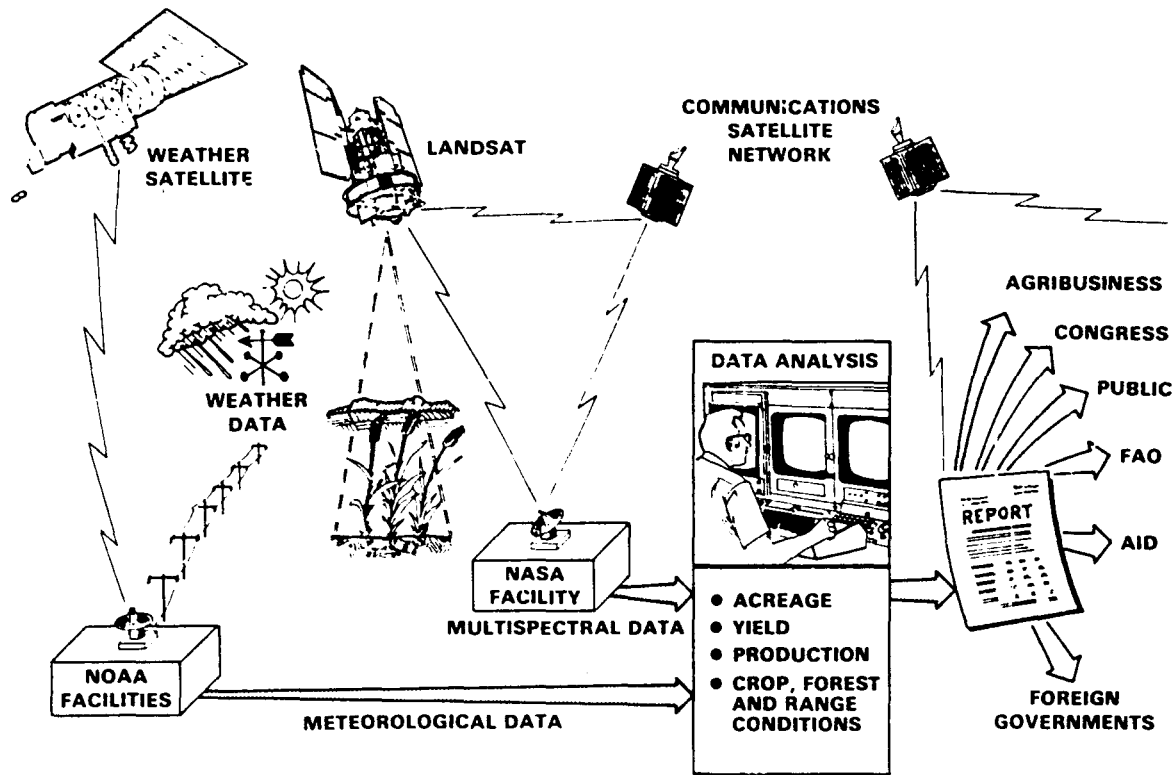 WEATHER
SATELLITE
LANDSAT
COMMUNICATIONS
SATELLITE
NETWORK
WEATHER
DATA
NOAA
FACILITIES
NASA
FACILITY
MULTISPECTRAL DATA
METEOROLOGICAL DATA
DATA ANALYSIS
● ACREAGE
● YIELD
● PRODUCTION
● CROP, FOREST
AND RANGE
CONDITIONS
REPORT
AGRIBUSINESS
CONGRESS
PUBLIC
FAO
AID
FOREIGN
GOVERNMENTS